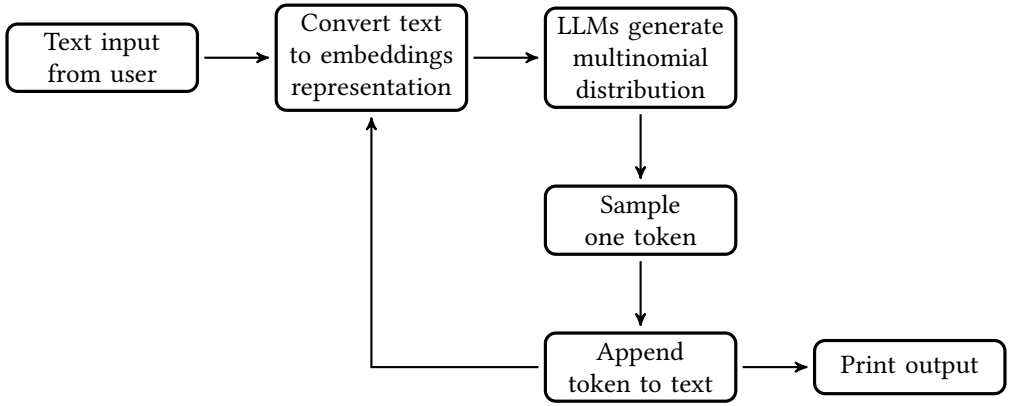 Text input
from user
Convert text
to embeddings
representation
LLMs generate
multinomial
distribution
Sample
one token
Append
token to text
Print output